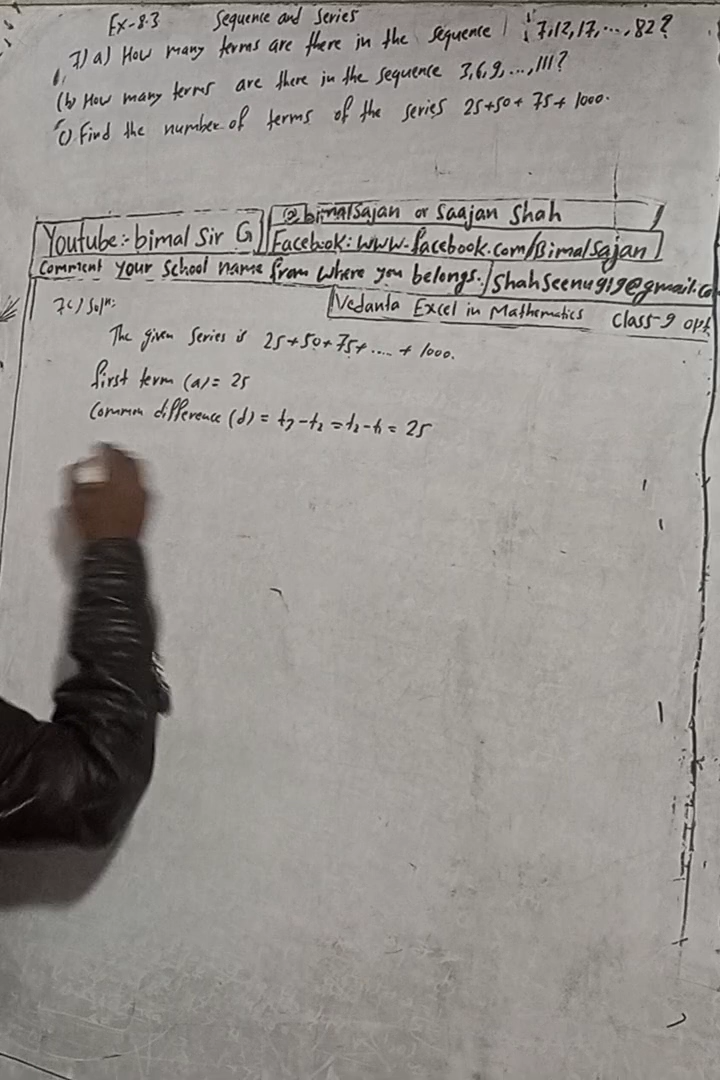 Ex-8.3 Sequence and Series
7) a) How many terms are there in the sequence 7,12,17,...,82?
(b) How many terms are there in the sequence 3,6,9,...,111?
c) Find the number of terms of the series 25+50+75+1000.
@bimalSajan or Saajan Shah
Youtube:- bimal Sir G
Facebook: www.facebook.com/Bimalsajan
Comment your School name from where you belongs./shahseenu919@gmail.co
Vedanta Excel in Mathematics Class-9 opt
7c) Soln:
The given Series is 25+50+75+.....+1000.
first term (a) = 25
Common difference (d) = t3-t2 = t2-t1 = 25